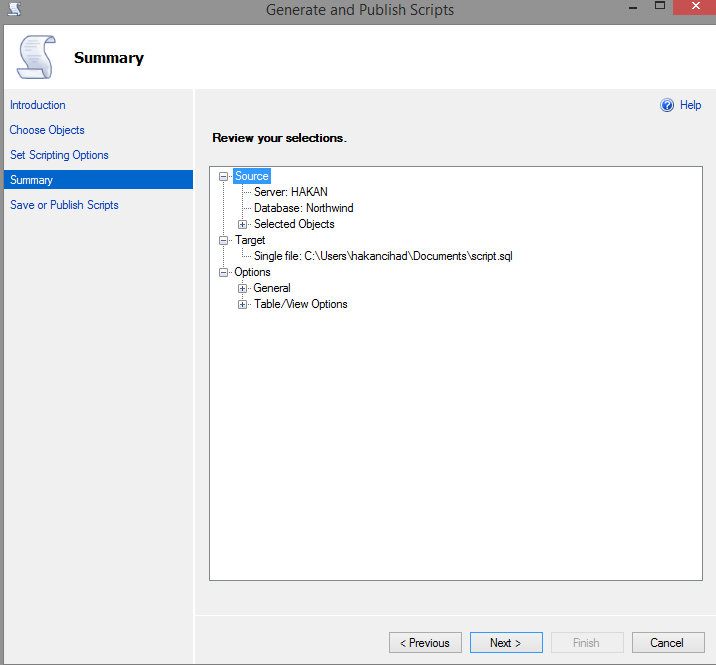 Generate and Publish Scripts
Summary
Introduction
Choose Objects
Set Scripting Options
Summary
Save or Publish Scripts
Help
Review your selections.
Source
Server: HAKAN
Database: Northwind
Selected Objects
Target
Single file: C:\Users\hakancihad\Documents\script.sql
Options
General
Table/View Options
< Previous
Next >
Finish
Cancel